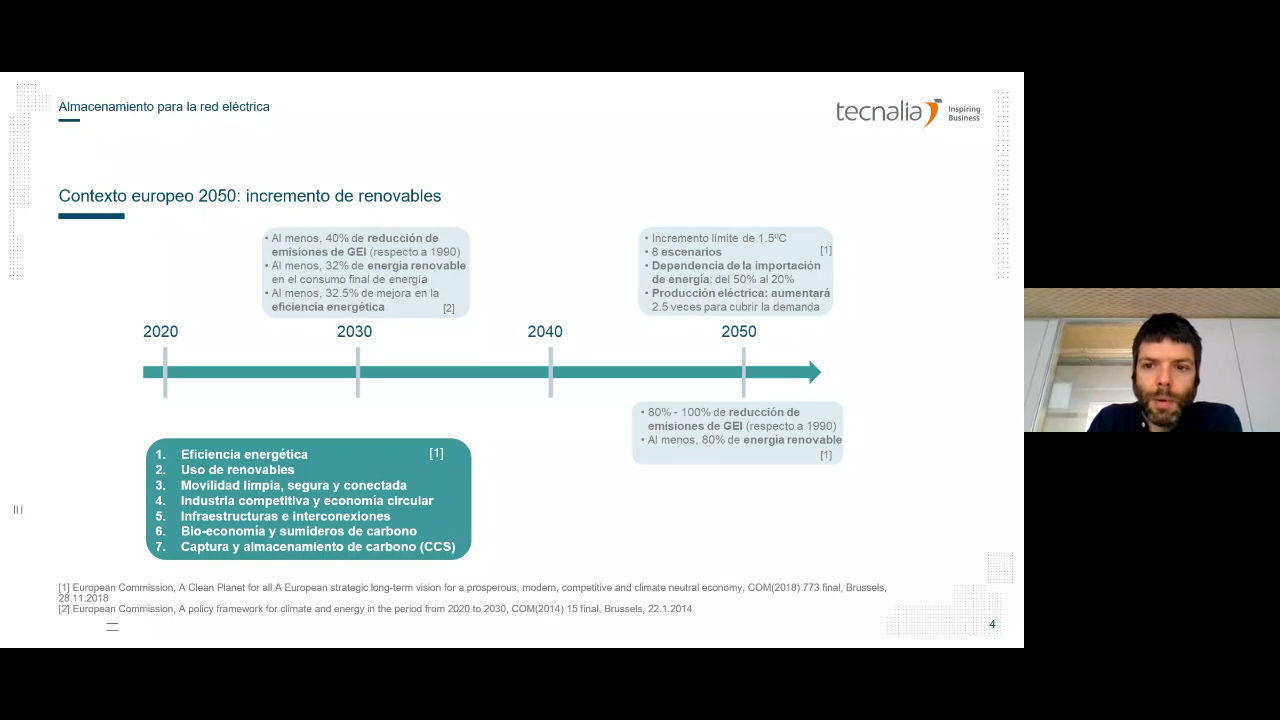 Almacenamiento para la red eléctrica
tecnalia
Inspiring
Business
Contexto europeo 2050: incremento de renovables
• Al menos, 40% de reducción de
emisiones de GEI (respecto a 1990)
• Al menos, 32% de energia renovable
en el consumo final de energía
• Al menos, 32.5% de mejora en la
eficiencia energética [2]
• Incremento límite de 1.5ºC
• 8 escenarios [1]
• Dependencia de la importación
de energía: del 50% al 20%
• Producción eléctrica: aumentará
2.5 veces para cubrir la demanda
2020 2030 2040 2050
• 80% - 100% de reducción de
emisiones de GEI (respecto a 1990)
• Al menos, 80% de energia renovable
[1]
1. Eficiencia energética [1]
2. Uso de renovables
3. Movilidad limpia, segura y conectada
4. Industria competitiva y economía circular
5. Infraestructuras e interconexiones
6. Bio-economía y sumideros de carbono
7. Captura y almacenamiento de carbono (CCS)
[1] European Commission, A Clean Planet for all A European strategic long-term vision for a prosperous, modern, competitive and climate neutral economy, COM(2018) 773 final, Brussels,
28.11.2018
[2] European Commission, A policy framework for climate and energy in the period from 2020 to 2030, COM(2014) 15 final, Brussels, 22.1.2014
4